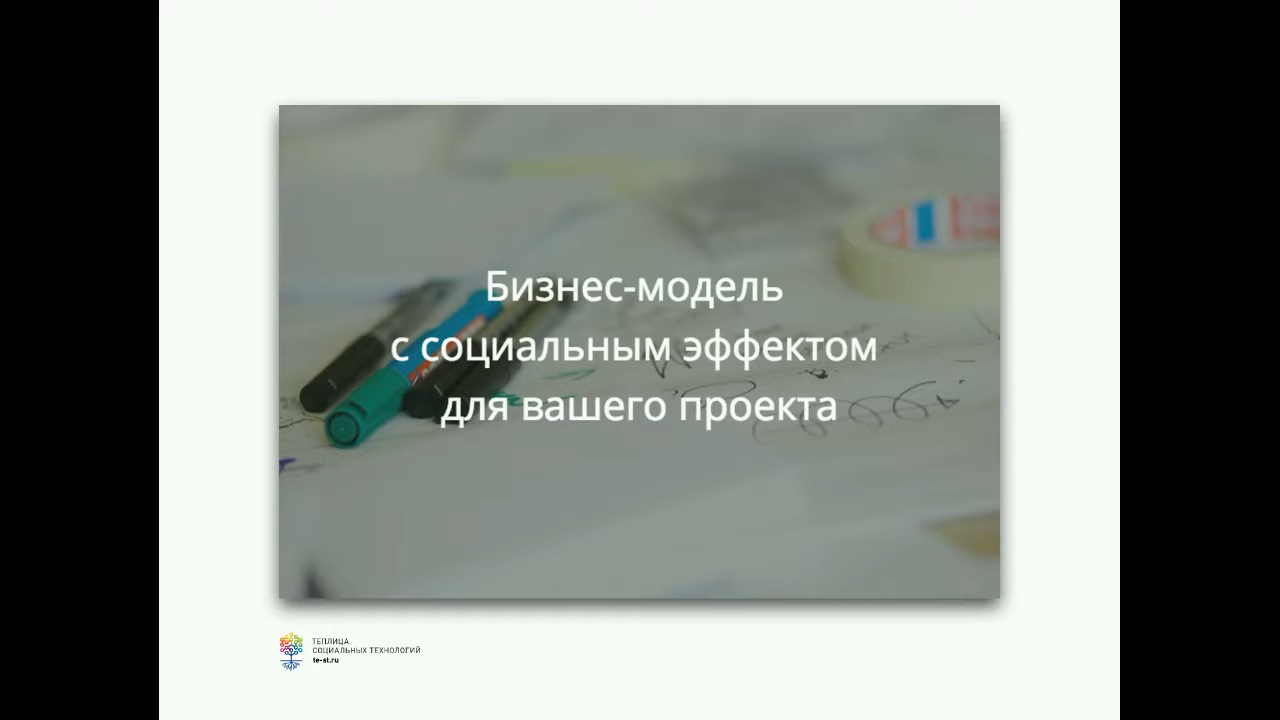 Бизнес-модель
с социальным эффектом
для вашего проекта
ТЕПЛИЦА
СОЦИАЛЬНЫХ ТЕХНОЛОГИЙ
te-st.ru